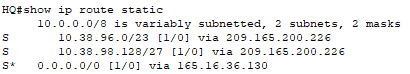 HQ#show ip route static
10.0.0.0/8 is variably subnetted, 2 subnets, 2 masks
S 10.38.96.0/23 [1/0] via 209.165.200.226
S 10.38.98.128/27 [1/0] via 209.165.200.226
S* 0.0.0.0/0 [1/0] via 165.16.36.130